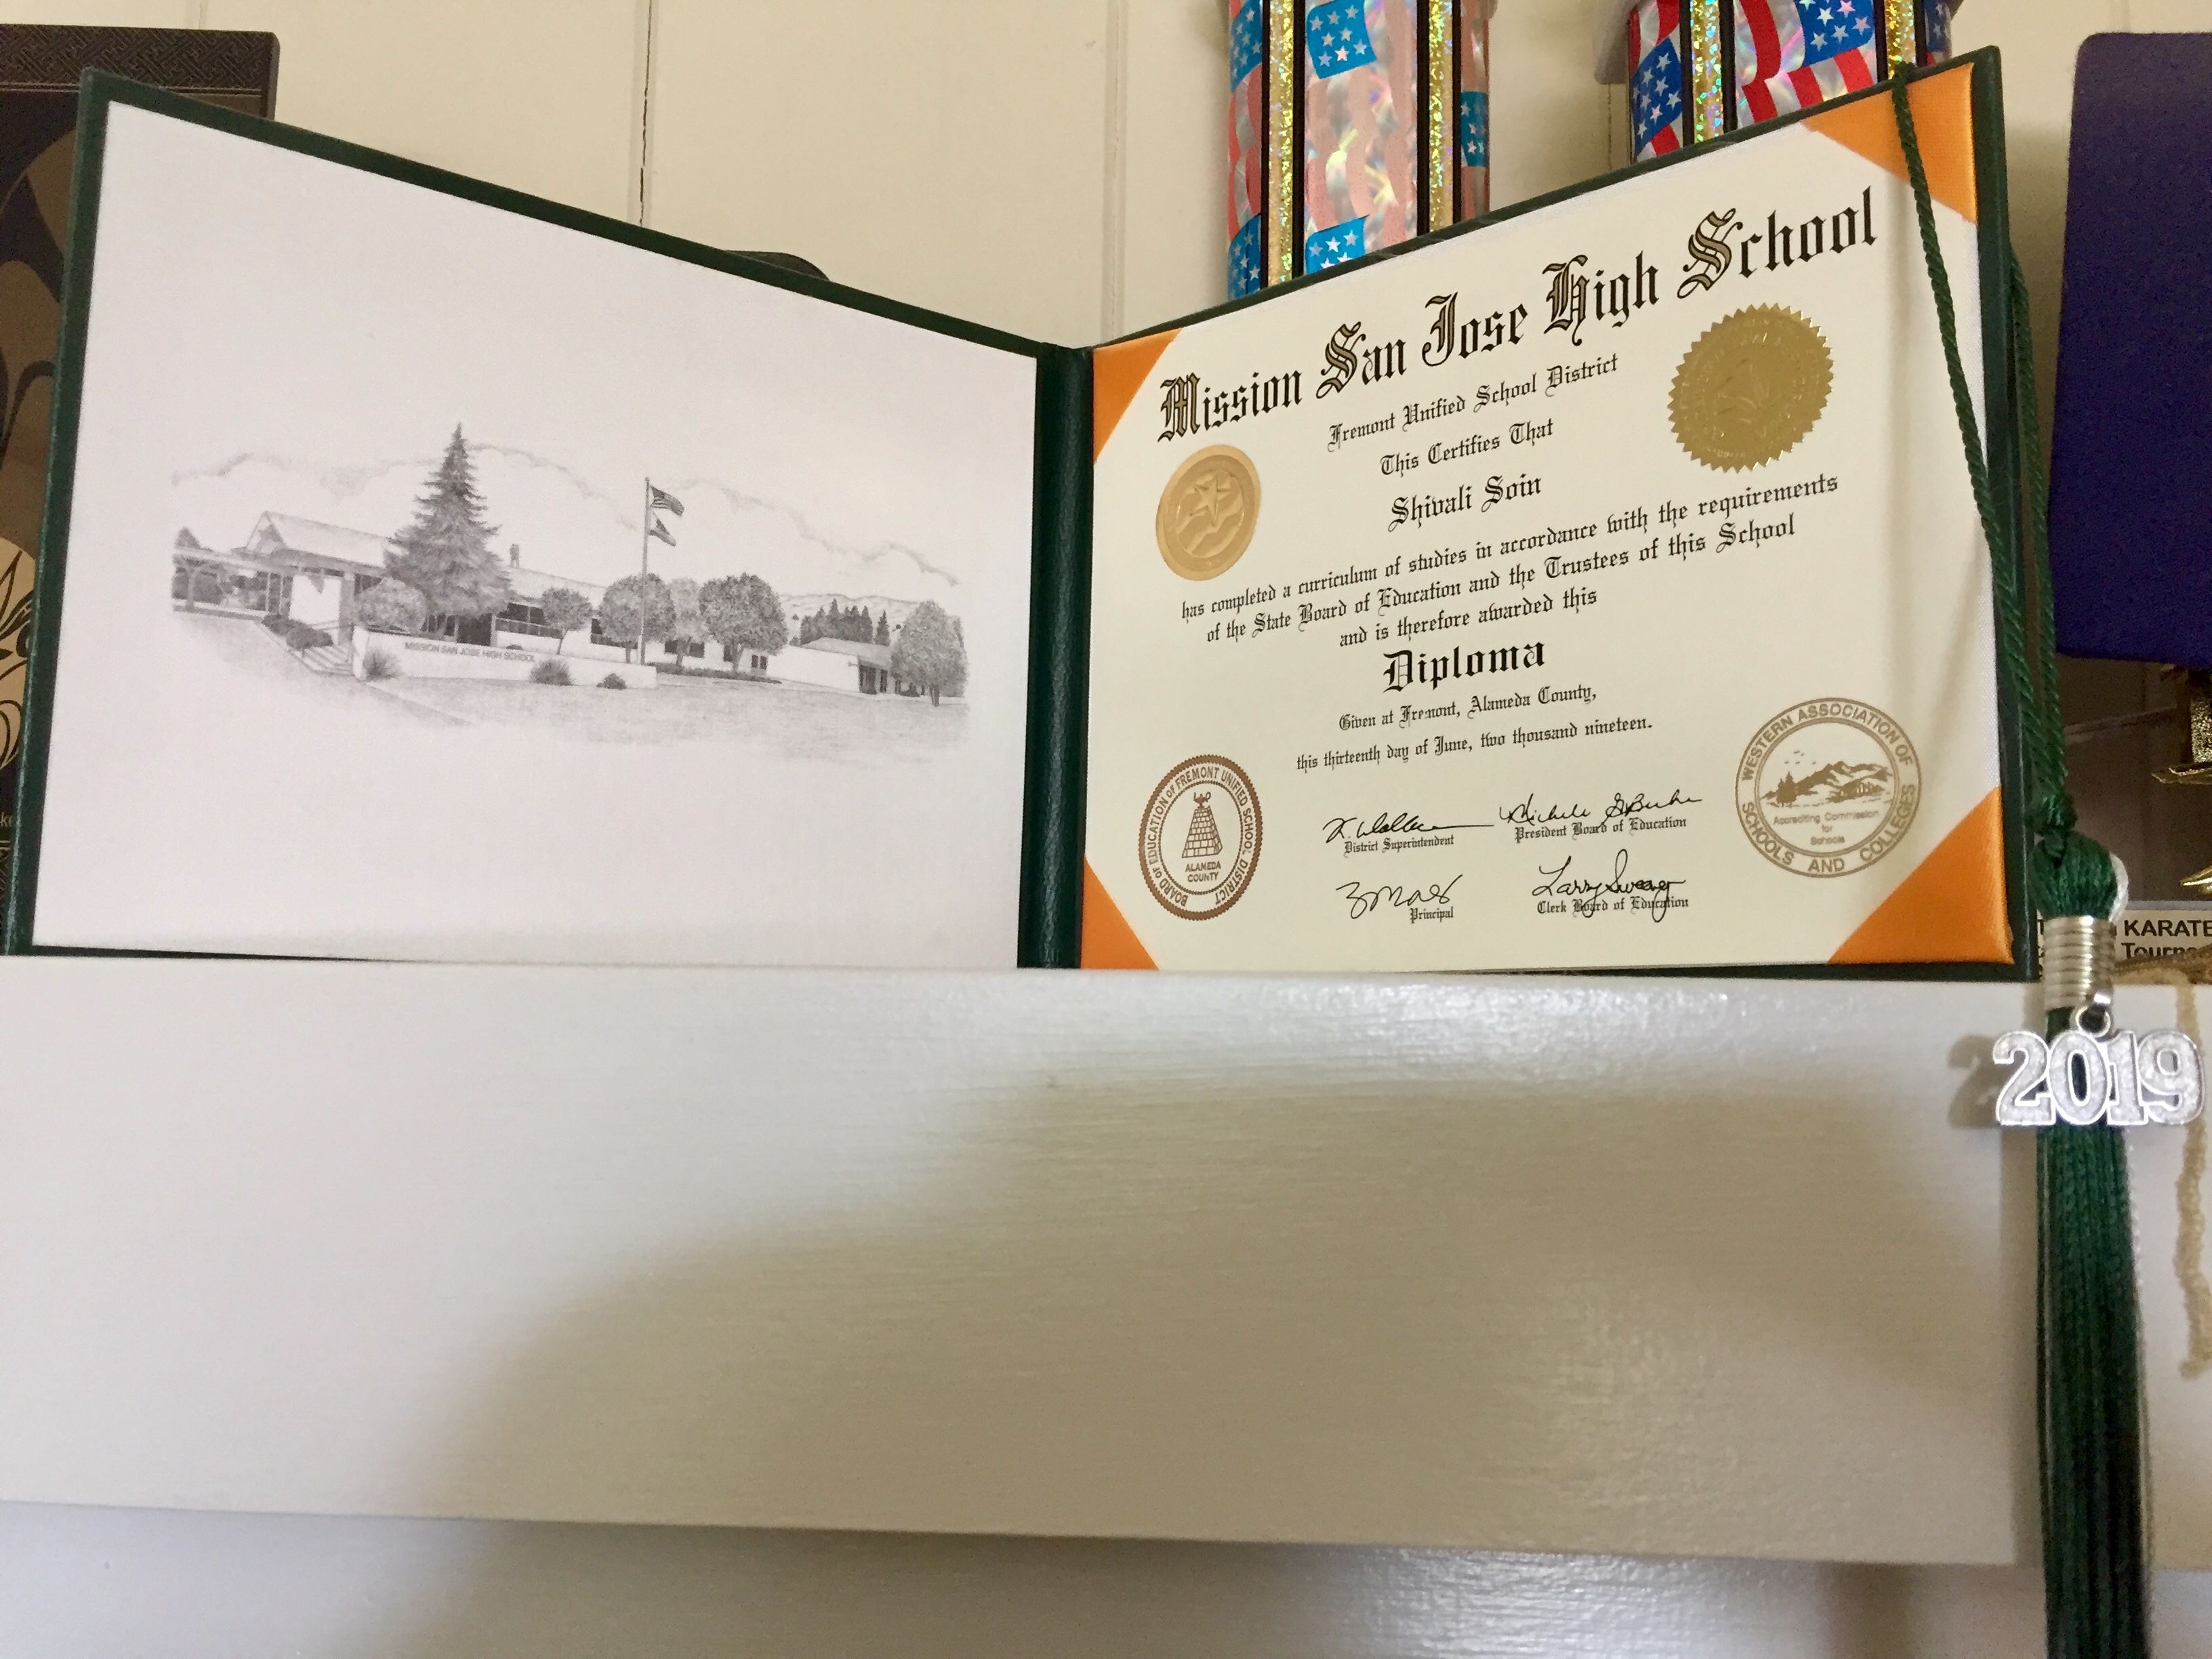 MISSION SAN JOSE HIGH SCHOOL
Mission San Jose High School
Fremont Unified School District
This Certifies That
Shivali Soin
has completed a curriculum of studies in accordance with the requirements
of the State Board of Education and the Trustees of this School
and is therefore awarded this
Diploma
Given at Fremont, Alameda County,
this thirteenth day of June, two thousand nineteen.
District Superintendent
President Board of Education
Principal
Larry Sweeney
Clerk Board of Education
BOARD OF EDUCATION OF FREMONT UNIFIED SCHOOL DISTRICT
ALAMEDA
COUNTY
WESTERN ASSOCIATION OF
SCHOOLS AND COLLEGES
Accrediting Commission
for
Schools
KARATE
2019